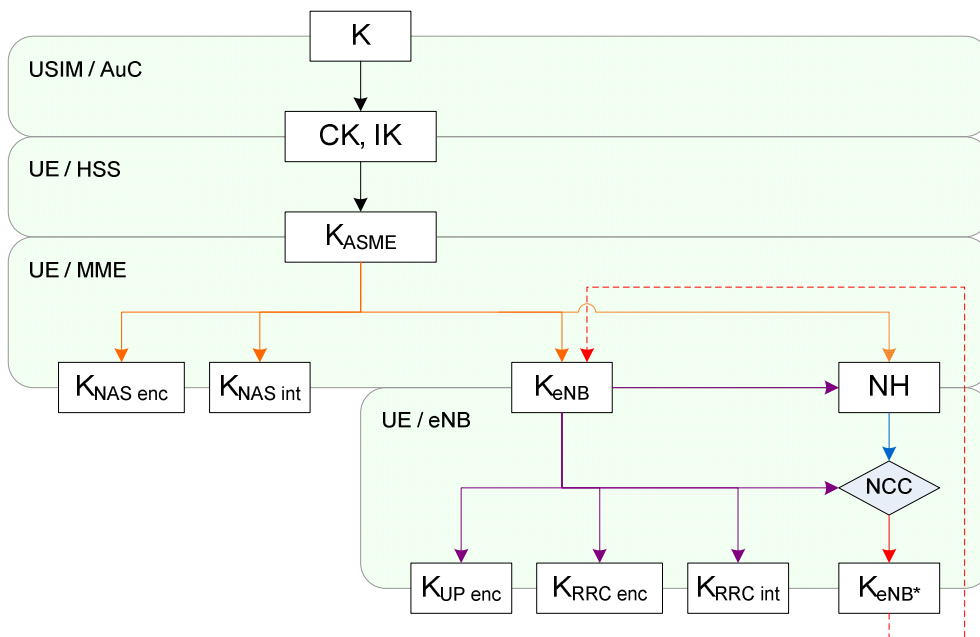 K
USIM / AuC
CK, IK
UE / HSS
KASME
UE / MME
KNAS enc
KNAS int
KeNB
NH
UE / eNB
NCC
KUP enc
KRRC enc
KRRC int
KeNB*